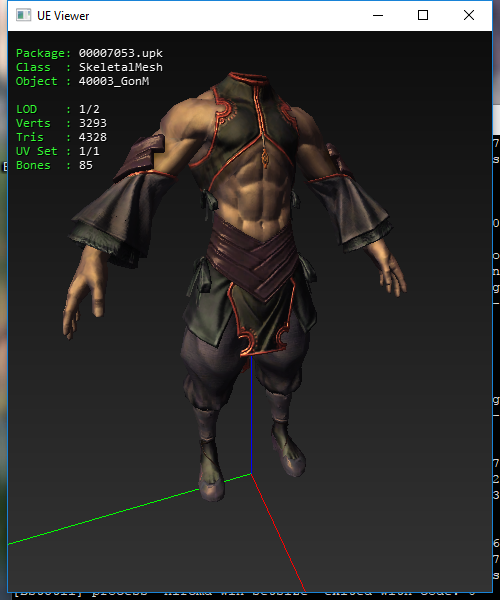 UE Viewer
Package: 00007053.upk
Class : SkeletalMesh
Object : 40003_GonM
LOD : 1/2
Verts : 3293
Tris : 4328
UV Set : 1/1
Bones : 85